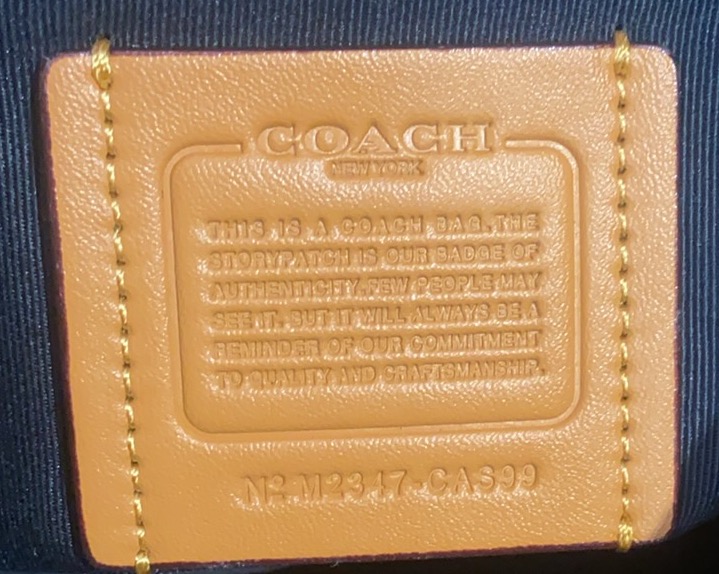 COACH
NEW YORK
THIS IS A COACH BAG. THE
STORYPATCH IS OUR BADGE OF
AUTHENTICITY. FEW PEOPLE MAY
SEE IT. BUT IT WILL ALWAYS BE A
REMINDER OF OUR COMMITMENT
TO QUALITY AND CRAFTSMANSHIP.
Nº M2347-CAS99